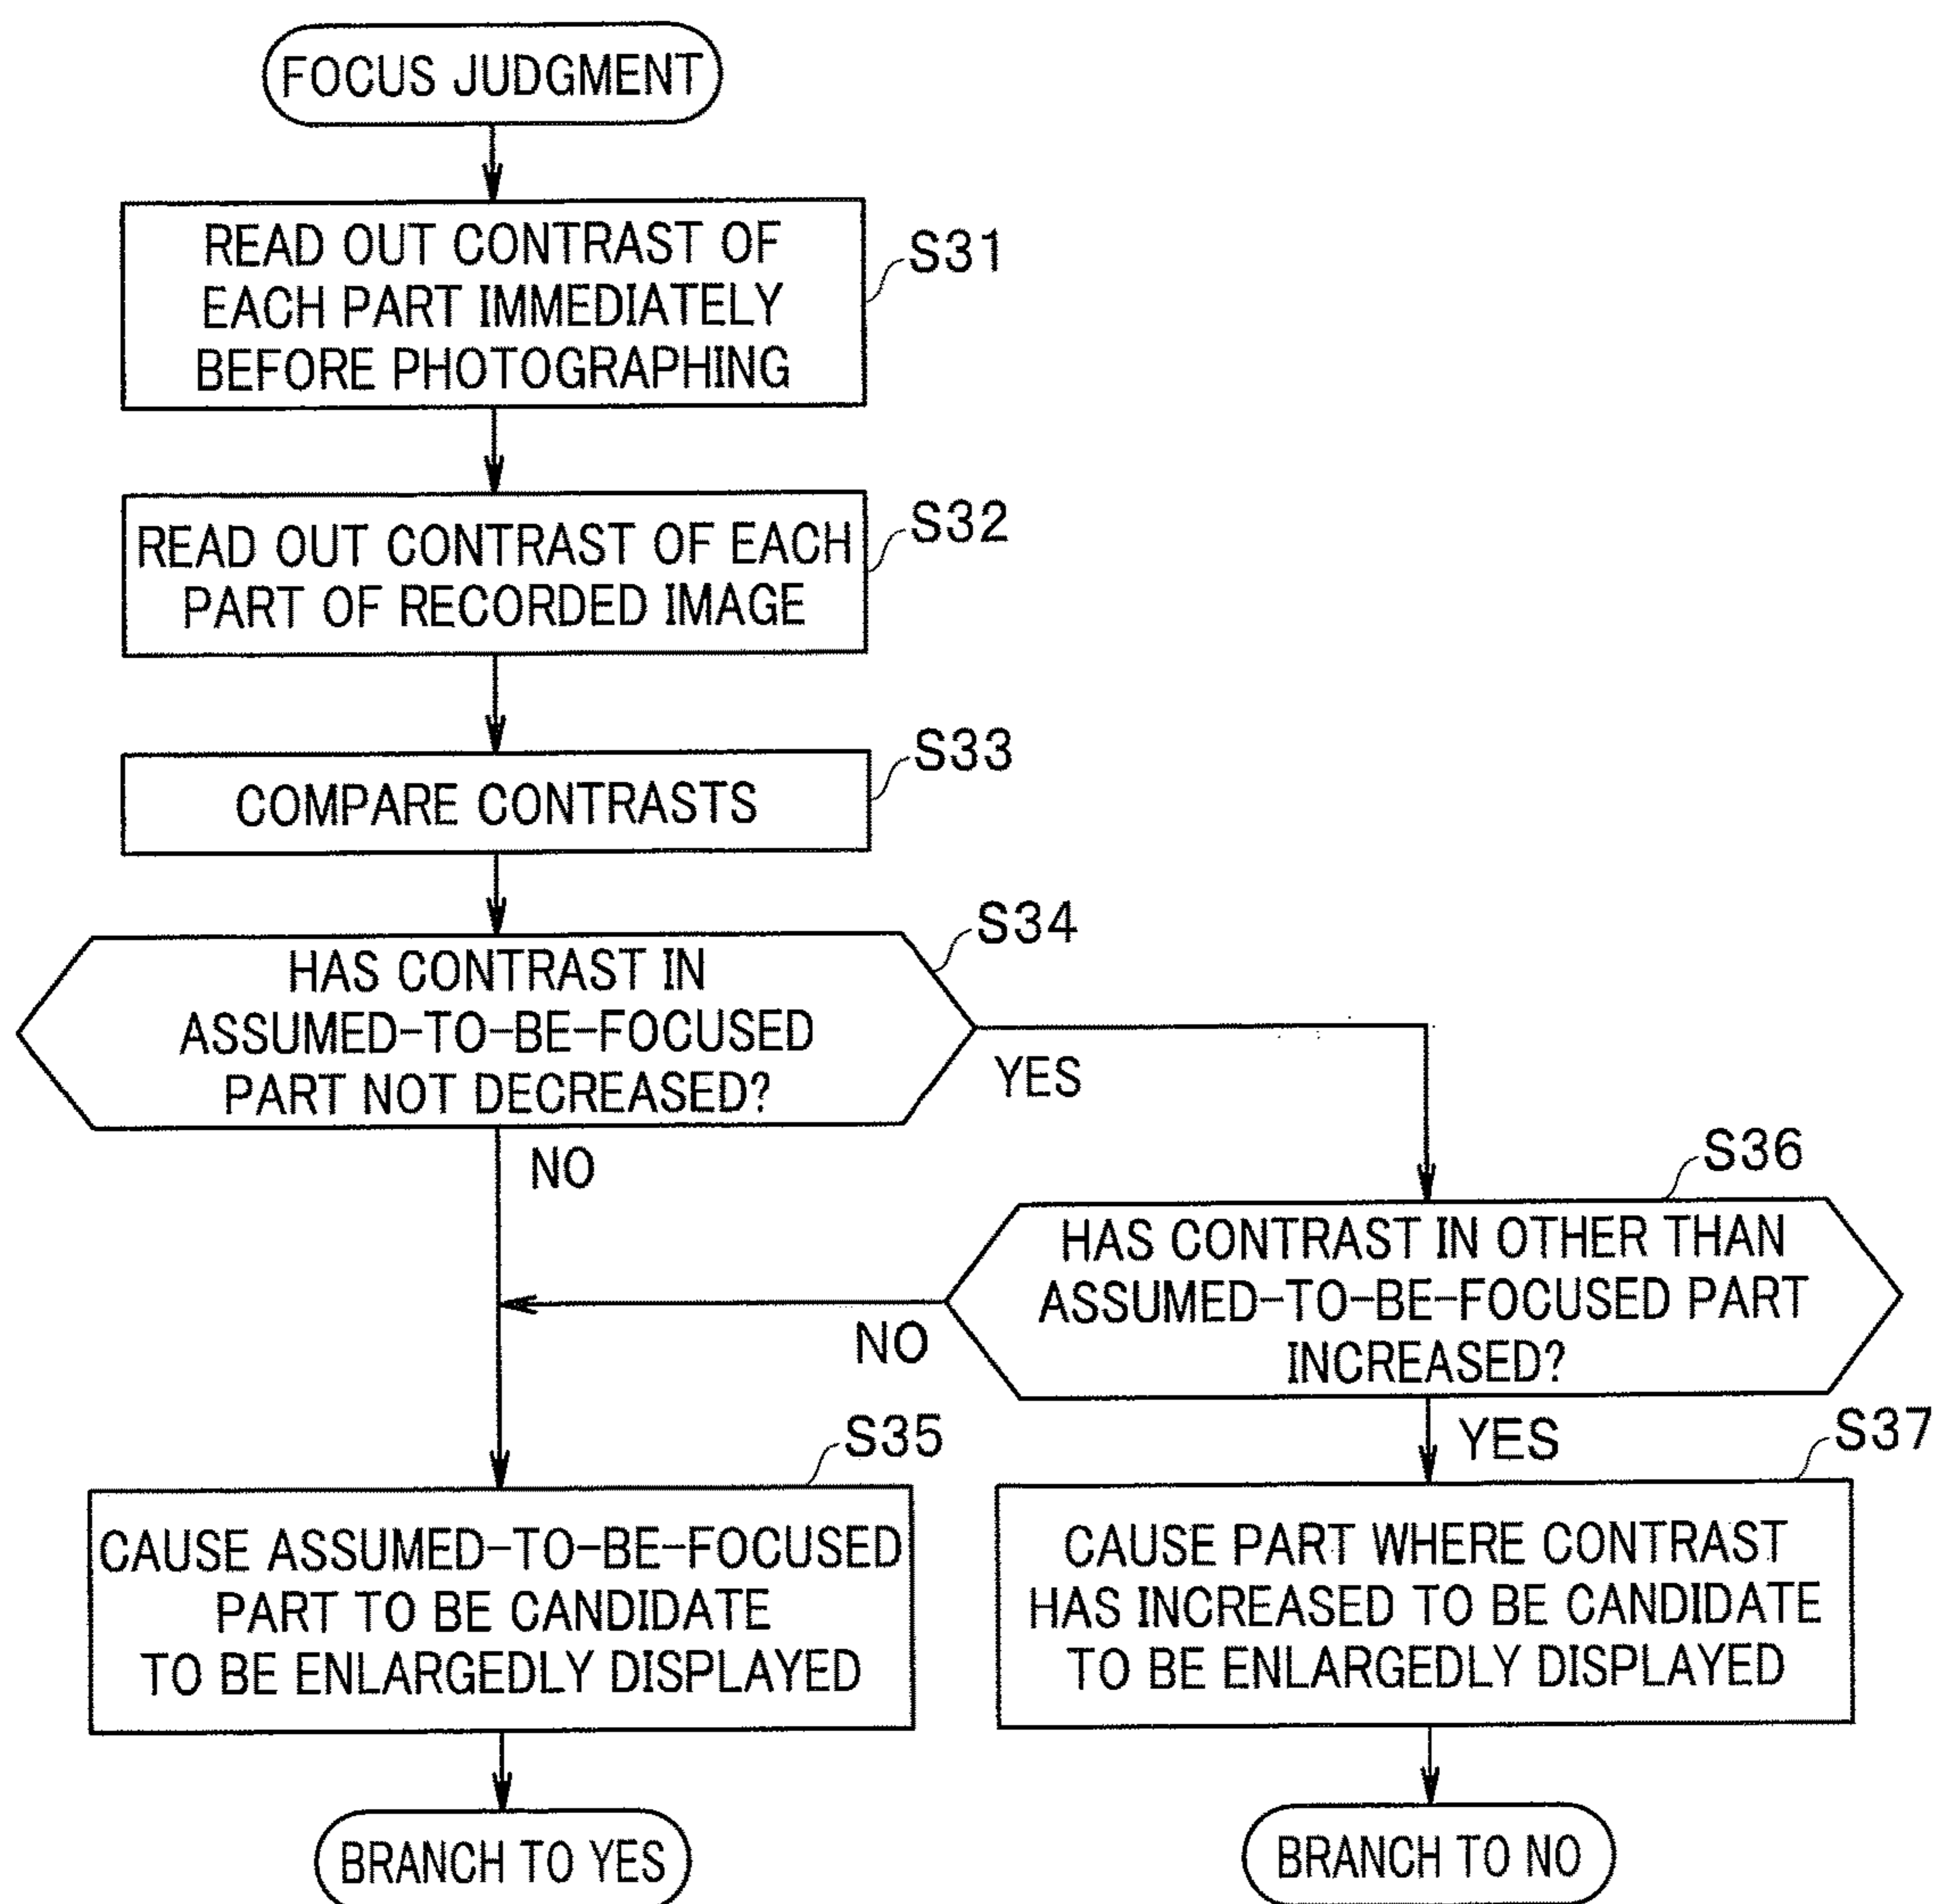 FOCUS JUDGMENT
READ OUT CONTRAST OF
EACH PART IMMEDIATELY
BEFORE PHOTOGRAPHING
S31
READ OUT CONTRAST OF EACH
PART OF RECORDED IMAGE
S32
COMPARE CONTRASTS
S33
HAS CONTRAST IN
ASSUMED-TO-BE-FOCUSED
PART NOT DECREASED?
S34
YES
NO
S36
HAS CONTRAST IN OTHER THAN
ASSUMED-TO-BE-FOCUSED PART
INCREASED?
NO
YES
S35
CAUSE ASSUMED-TO-BE-FOCUSED
PART TO BE CANDIDATE
TO BE ENLARGEDLY DISPLAYED
S37
CAUSE PART WHERE CONTRAST
HAS INCREASED TO BE CANDIDATE
TO BE ENLARGEDLY DISPLAYED
BRANCH TO YES
BRANCH TO NO